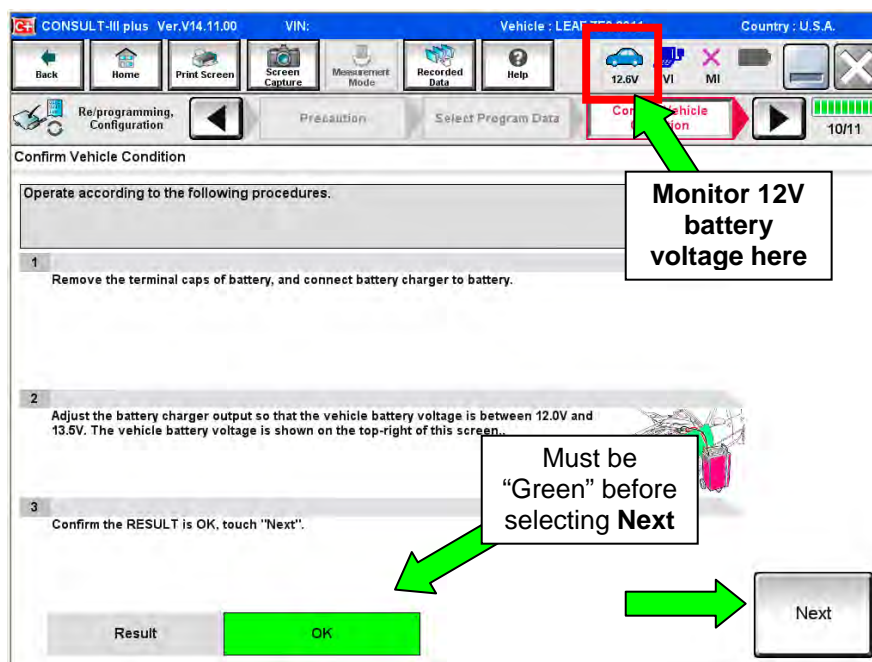 C+ CONSULT-III plus Ver.V14.11.00 VIN: Vehicle : LEAF Country : U.S.A.
Back Home Print Screen Screen Capture Measurement Mode Recorded Data Help 12.6V VI MI
Re/programming, Configuration Precaution Select Program Data 10/11
Confirm Vehicle Condition
Operate according to the following procedures.
Monitor 12V
battery
voltage here
1
Remove the terminal caps of battery, and connect battery charger to battery.
2
Adjust the battery charger output so that the vehicle battery voltage is between 12.0V and
13.5V. The vehicle battery voltage is shown on the top-right of this screen..
Must be
“Green” before
selecting Next
3
Confirm the RESULT is OK, touch "Next".
Next
Result OK